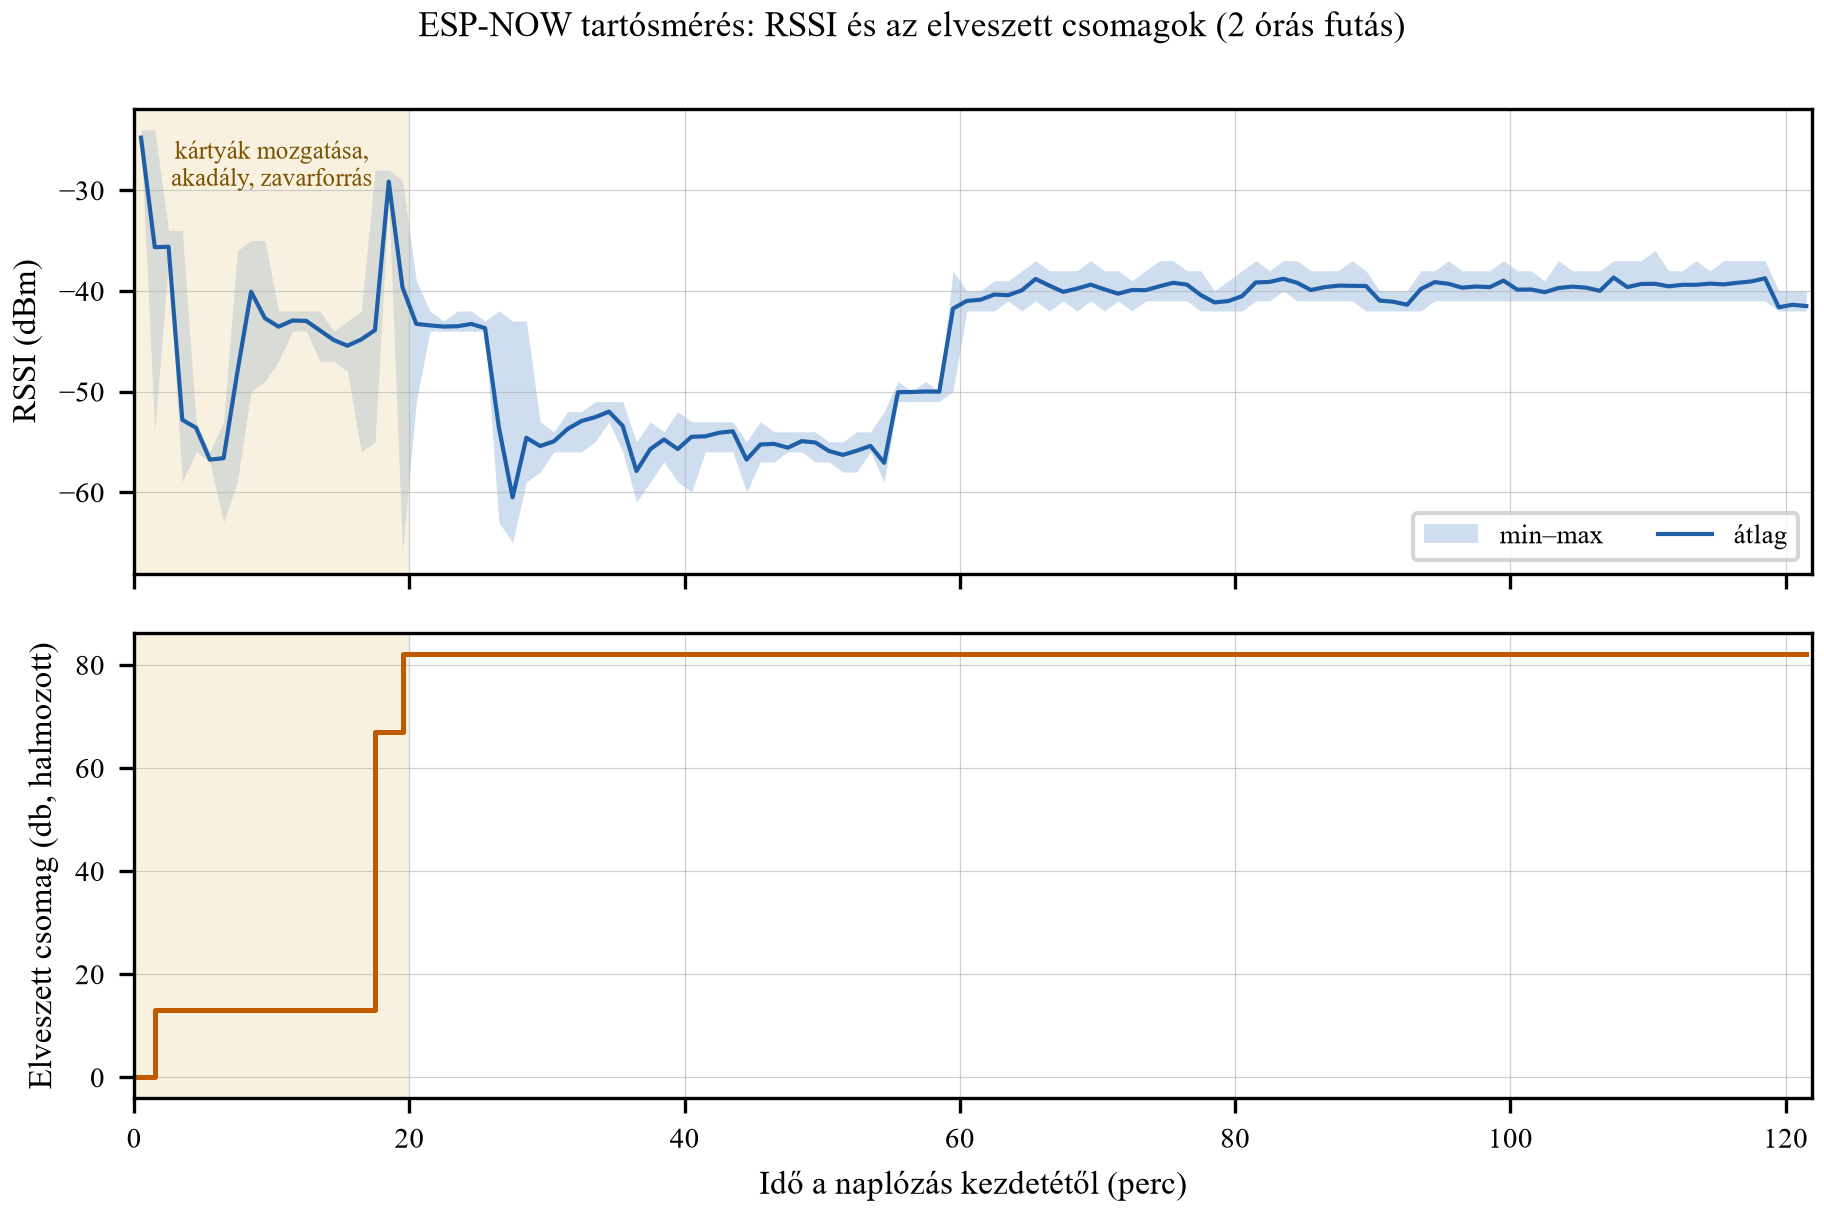 ESP-NOW tartósmérés: RSSI és az elveszett csomagok (2 órás futás)
kártyák mozgatása,
akadály, zavarforrás
RSSI (dBm)
−30
−40
−50
−60
min–max
átlag
Elveszett csomag (db, halmozott)
80
60
40
20
0
0
20
40
60
80
100
120
Idő a naplózás kezdetétől (perc)